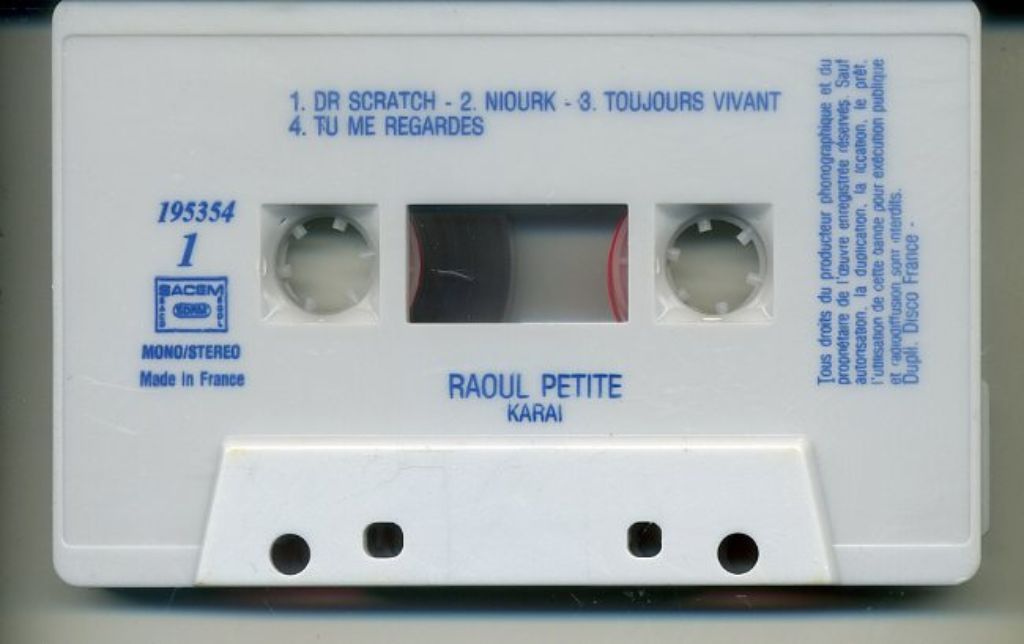 1. DR SCRATCH - 2. NIOURK - 3. TOUJOURS VIVANT
4. TU ME REGARDES
195354
1
SACEM
SACD
SDRM
SGDL
MONO/STEREO
Made in France
RAOUL PETITE
KARAI
Tous droits du producteur phonographique et du
propriétaire de l'œuvre enregistrée réservés. Sauf
autorisation, la duplication, la location, le prêt,
l'utilisation de cette bande pour exécution publique
et radiodiffusion sont interdits.
Dupli. Disco France -